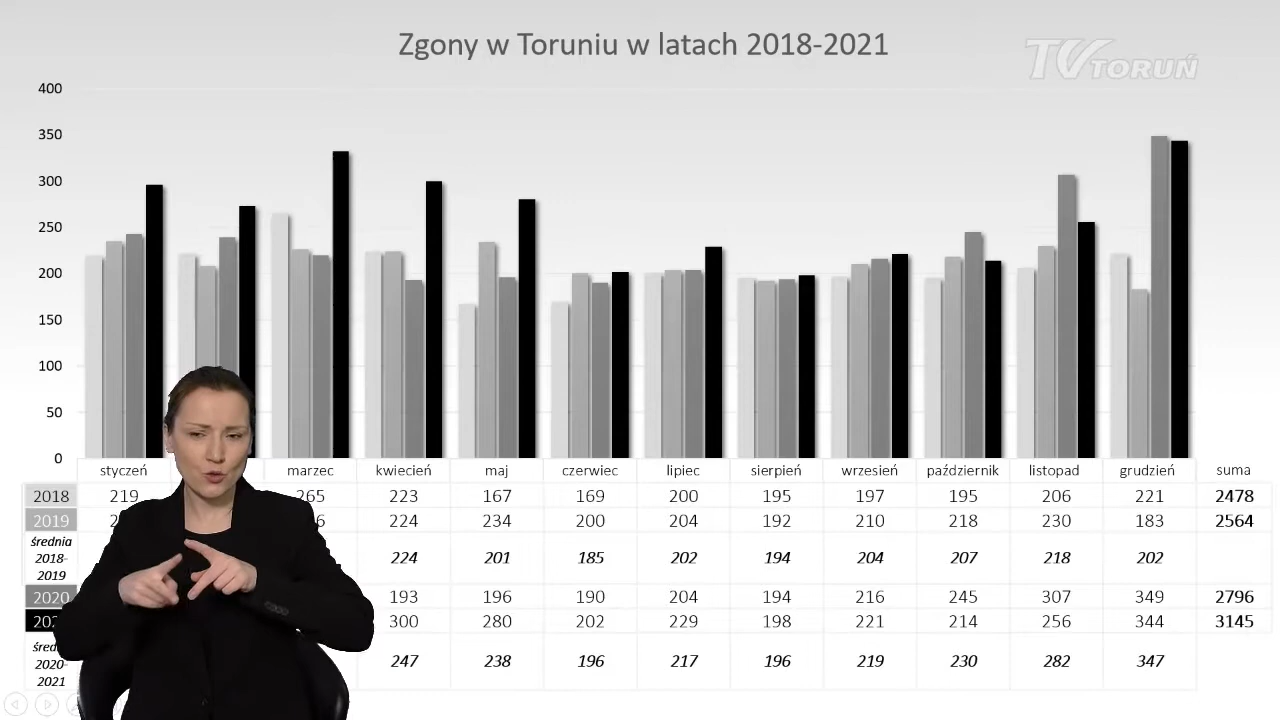 Zgony w Toruniu w latach 2018-2021
TV TORUŃ
400
350
300
250
200
150
100
50
0
styczeń marzec kwiecień maj czerwiec lipiec sierpień wrzesień październik listopad grudzień suma
2018 219 265 223 167 169 200 195 197 195 206 221 2478
2019 224 234 200 204 192 210 218 230 183 2564
średnia
2018-
2019 224 201 185 202 194 204 207 218 202
2020 193 196 190 204 194 216 245 307 349 2796
300 280 202 229 198 221 214 256 344 3145
2020-
2021 247 238 196 217 196 219 230 282 347